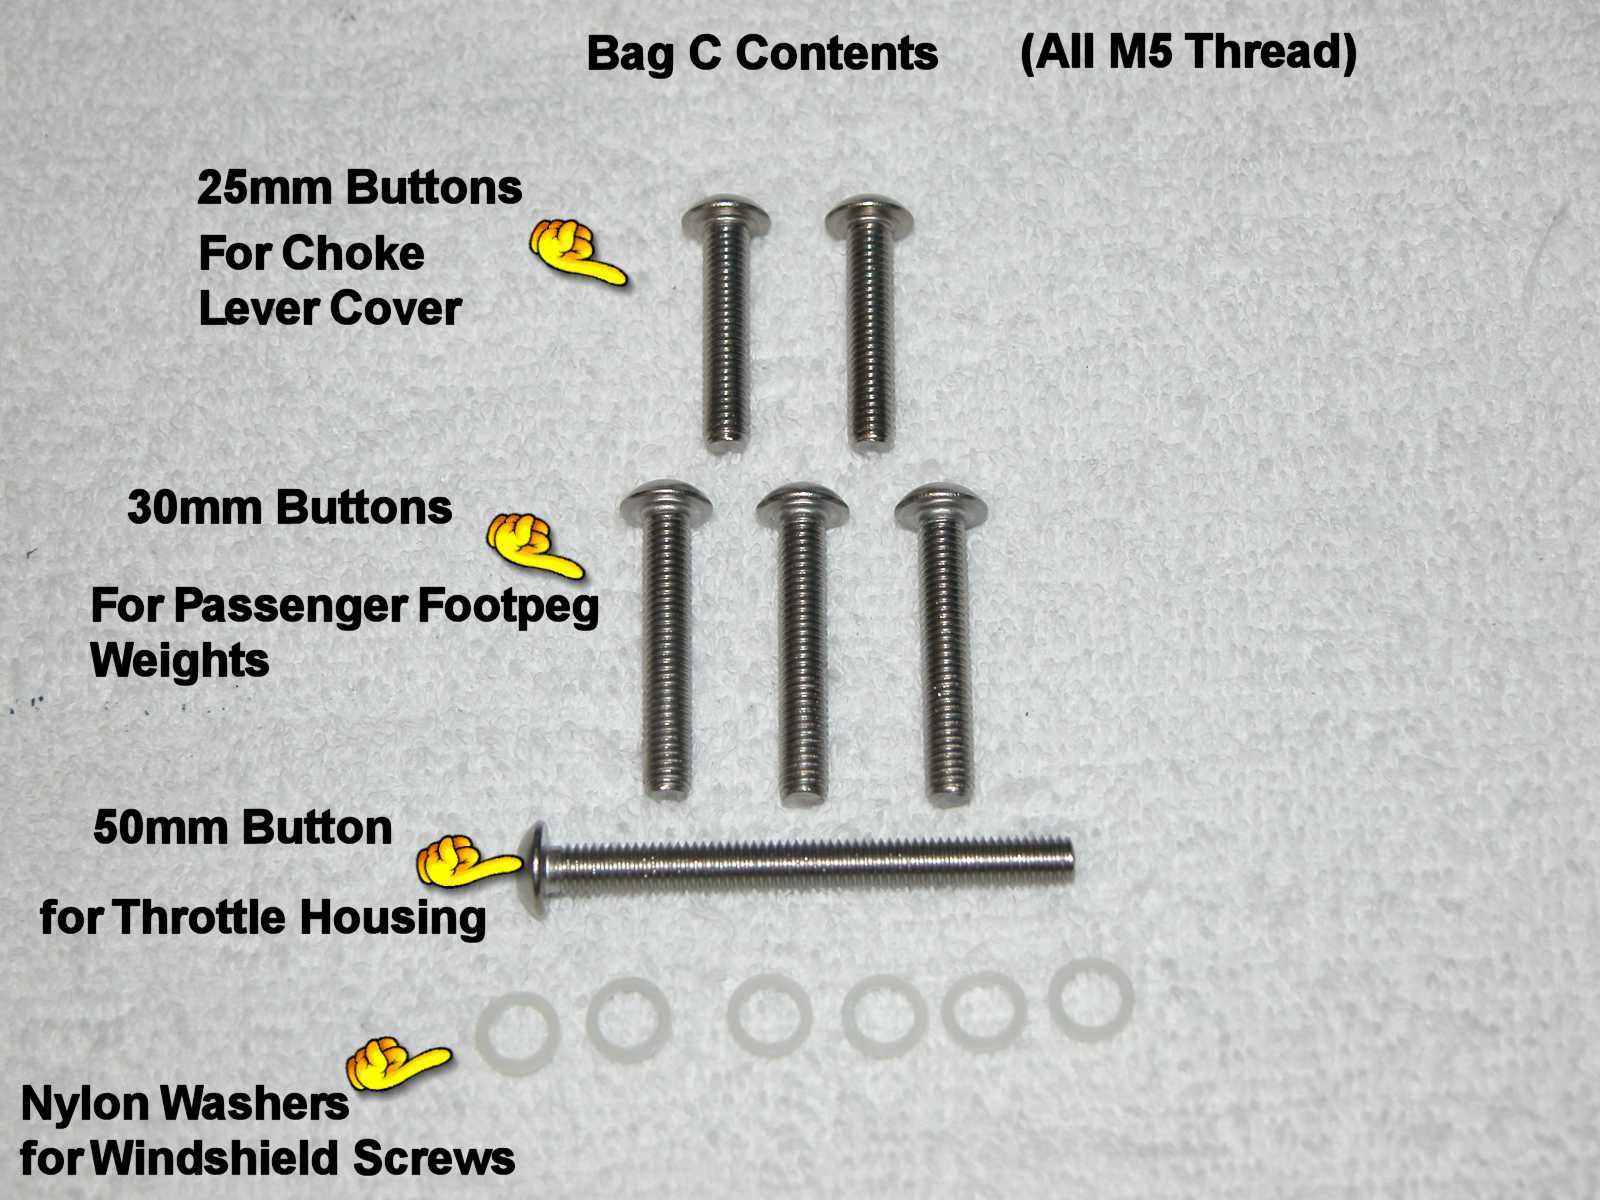 Bag C Contents (All M5 Thread)
25mm Buttons
For Choke
Lever Cover
30mm Buttons
For Passenger Footpeg
Weights
50mm Button
for Throttle Housing
Nylon Washers
for Windshield Screws